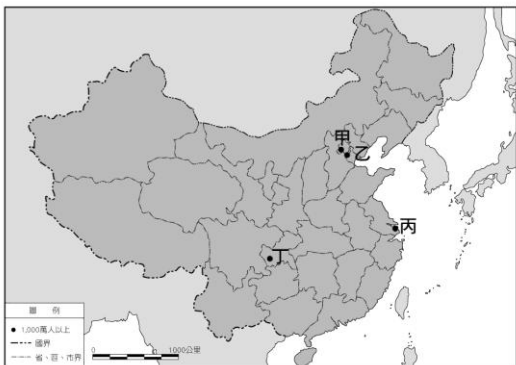 甲
乙
丙
丁
圖 例
1,000萬人以上
國界
省、區、市界
0 1000公里